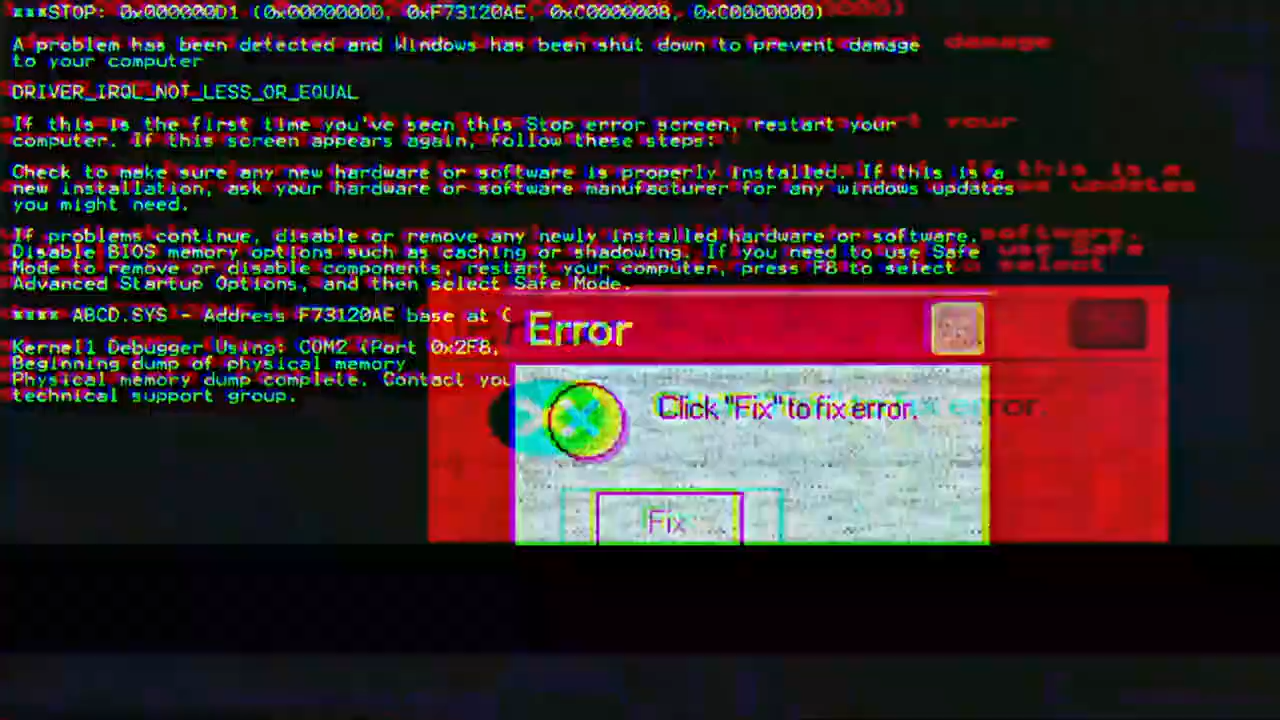 ***STOP: 0x000000D1 (0x00000000, 0xF73120AE, 0xC0000008, 0xC0000000)
A problem has been detected and Windows has been shut down to prevent damage
to your computer
DRIVER_IRQL_NOT_LESS_OR_EQUAL
If this is the first time you've seen this Stop error screen, restart your
computer. If this screen appears again, follow these steps:
Check to make sure any new hardware or software is properly installed. If this is a
new installation, ask your hardware or software manufacturer for any windows updates
you might need.
If problems continue, disable or remove any newly installed hardware or software.
Disable BIOS memory options such as caching or shadowing. If you need to use Safe
Mode to remove or disable components, restart your computer, press F8 to select
Advanced Startup Options, and then select Safe Mode.
**** ABCD.SYS - Address F73120AE base at C
Kernel1 Debugger Using: COM2 (Port 0x2F8,
Beginning dump of physical memory
Physical memory dump complete. Contact you
technical support group.
Error
Click "Fix" to fix error.
Fix